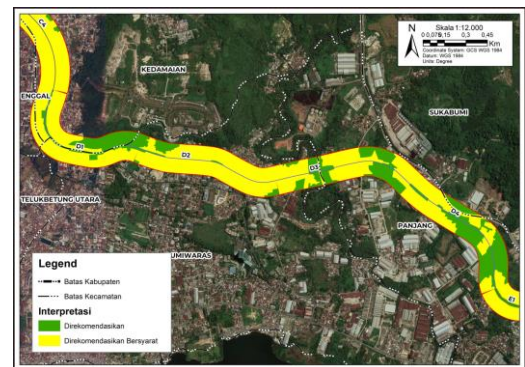 N
Skala 1:12.000
0 0,075 0,15 0,3 0,45
Km
Coordinate System: GCS WGS 1984
Datum: WGS 1984
Units: Degree
C4
KEDAMAIAN
ENGGAL
SUKABUMI
D1
D2
D3
TELUKBETUNG UTARA
D4
PANJANG
UMIWARAS
E1
Legend
Batas Kabupaten
Batas Kecamatan
Interpretasi
Direkomendasikan
Direkomendasikan Bersyarat